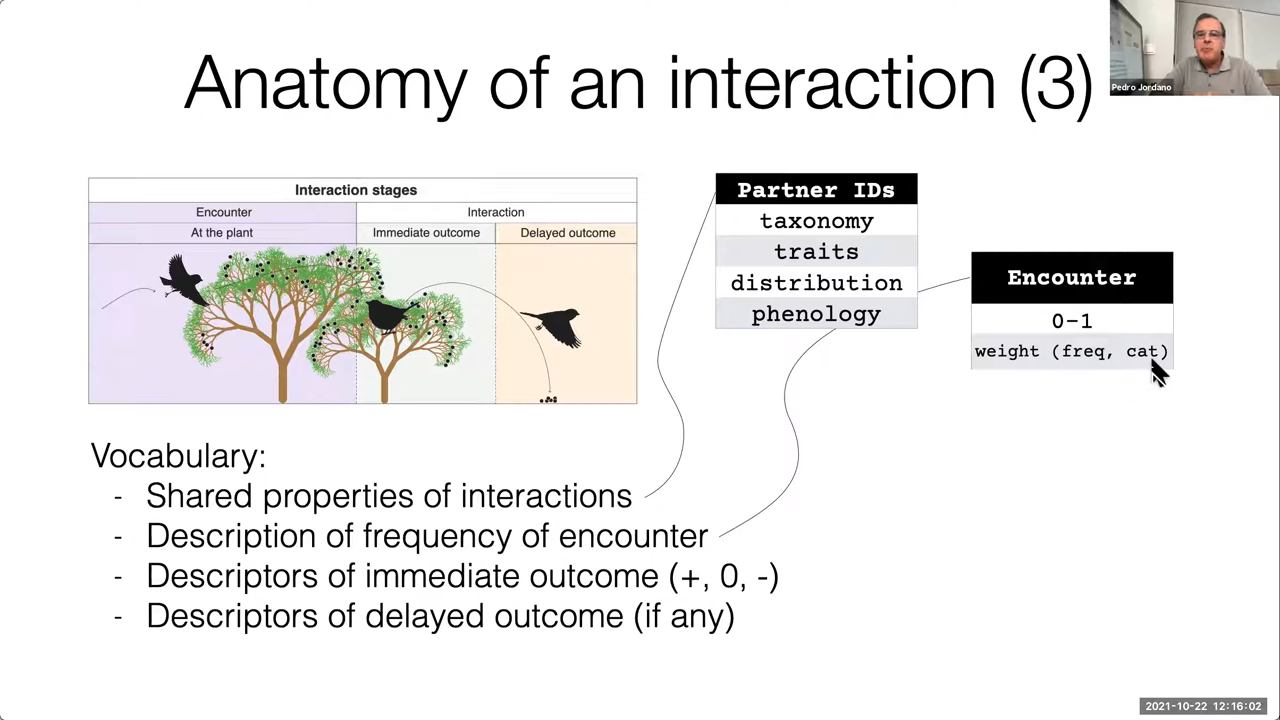 Anatomy of an interaction (3)
Pedro Jordano
Interaction stages
Encounter
Interaction
At the plant
Immediate outcome
Delayed outcome
Partner IDs
taxonomy
traits
distribution
phenology
Encounter
0-1
weight (freq, cat)
Vocabulary:
- Shared properties of interactions
- Description of frequency of encounter
- Descriptors of immediate outcome (+, 0, -)
- Descriptors of delayed outcome (if any)
2021-10-22 12:16:02